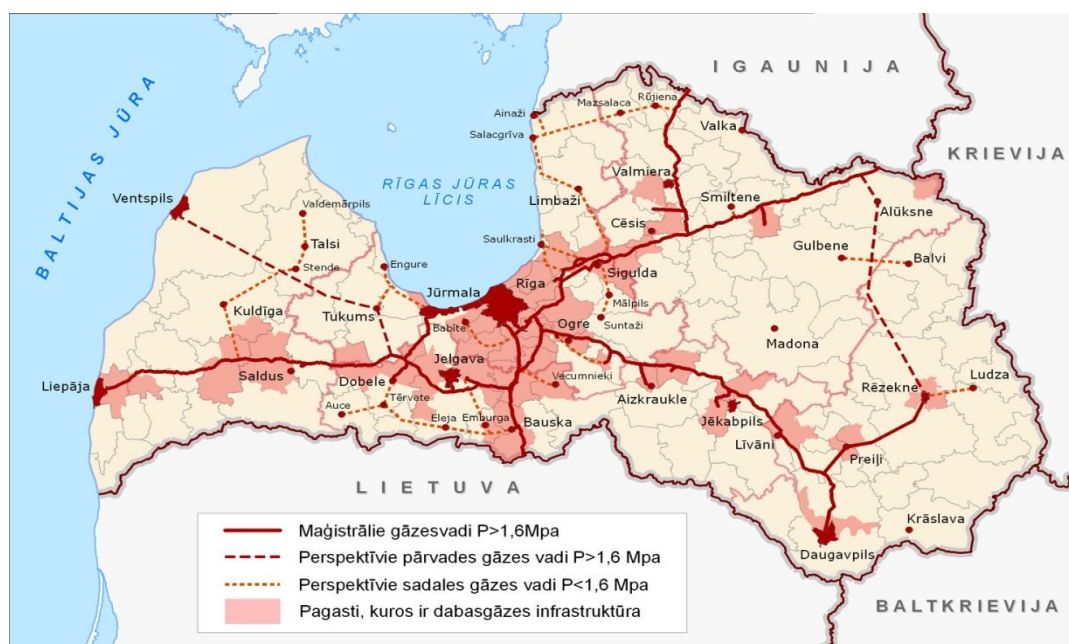 IGAUNIJA
KRIEVIJA
BALTIJAS JŪRA
RĪGAS JŪRAS
LĪCIS
Ainaži
Salacgrīva
Mazsalaca
Rūjiena
Valka
Valmiera
Limbaži
Cēsis
Smiltene
Alūksne
Gulbene
Balvi
Ventspils
Valdemārpils
Talsi
Stende
Engure
Saulkrasti
Sigulda
Mālpils
Suntaži
Kuldīga
Tukums
Jūrmala
Rīga
Babīte
Ogre
Madona
Liepāja
Saldus
Dobele
Jelgava
Vecumnieki
Aizkraukle
Jēkabpils
Līvāni
Rēzekne
Ludza
Auce
Tērvete
Eleja
Emburga
Bauska
Preiļi
Krāslava
Daugavpils
LIETUVA
BALTKRIEVIJA
Maģistrālie gāzesvadi P>1,6Mpa
Perspektīvie pārvades gāzes vadi P>1,6 Mpa
Perspektīvie sadales gāzes vadi P<1,6 Mpa
Pagasti, kuros ir dabasgāzes infrastruktūra